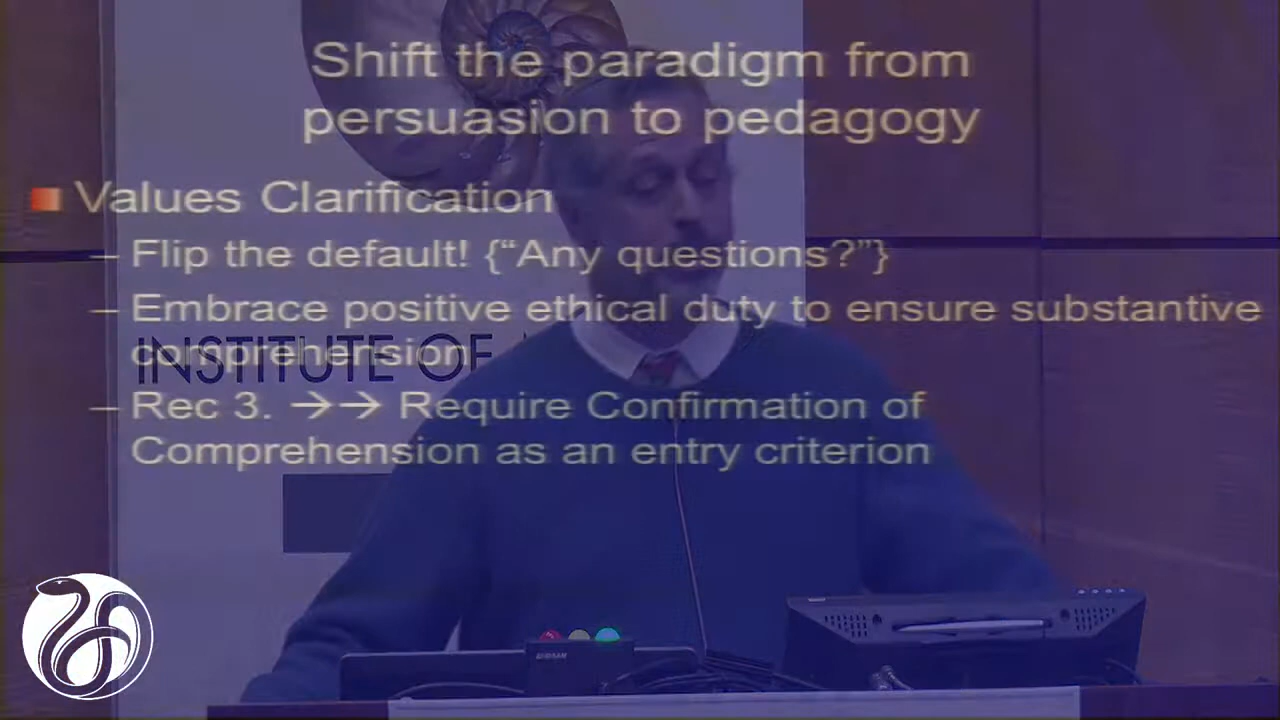 Shift the paradigm from
persuasion to pedagogy
Values Clarification
– Flip the default! {“Any questions?”}
– Embrace positive ethical duty to ensure substantive
comprehension
INSTITUTE OF
– Rec 3. →→ Require Confirmation of
Comprehension as an entry criterion